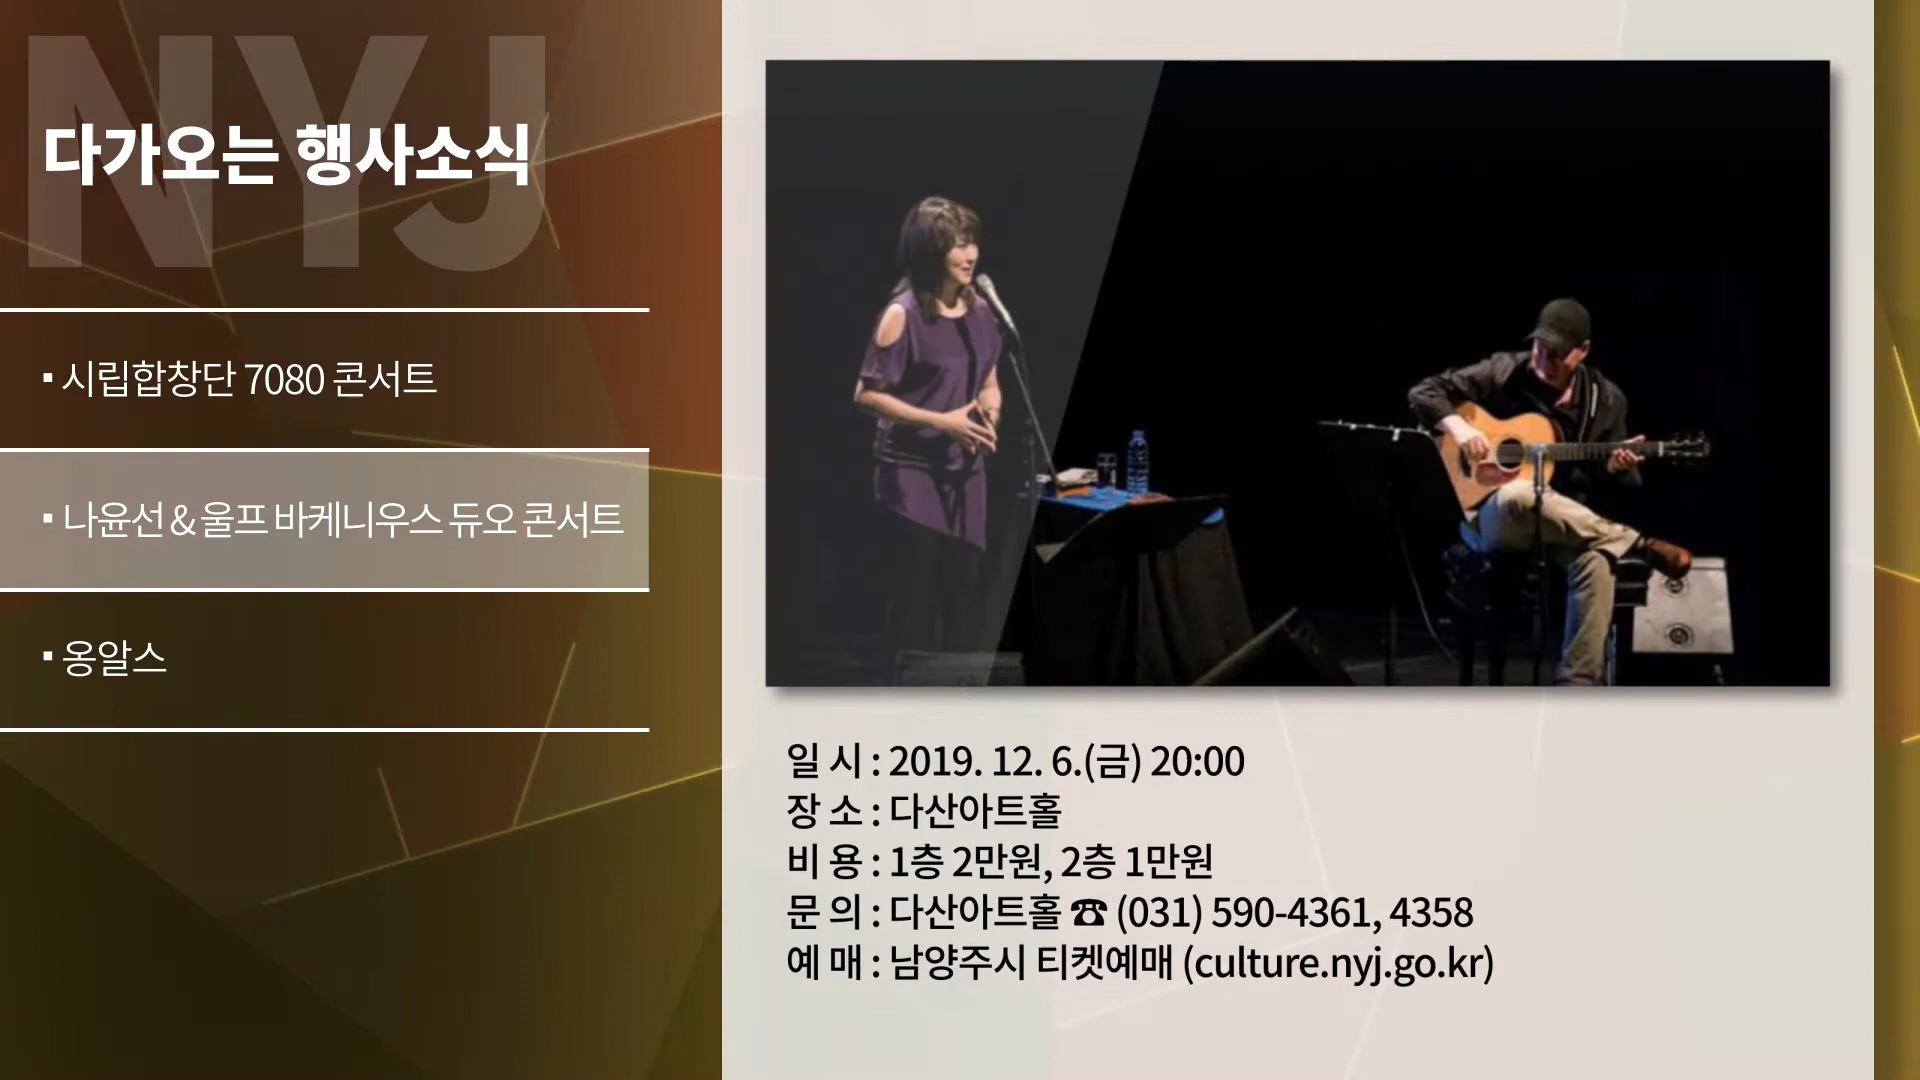 NYJ
다가오는 행사소식
▪ 시립합창단 7080 콘서트
▪ 나윤선 & 울프 바케니우스 듀오 콘서트
▪ 옹알스
일 시 : 2019. 12. 6.(금) 20:00
장 소 : 다산아트홀
비 용 : 1층 2만원, 2층 1만원
문 의 : 다산아트홀 ☎ (031) 590-4361, 4358
예 매 : 남양주시 티켓예매 (culture.nyj.go.kr)